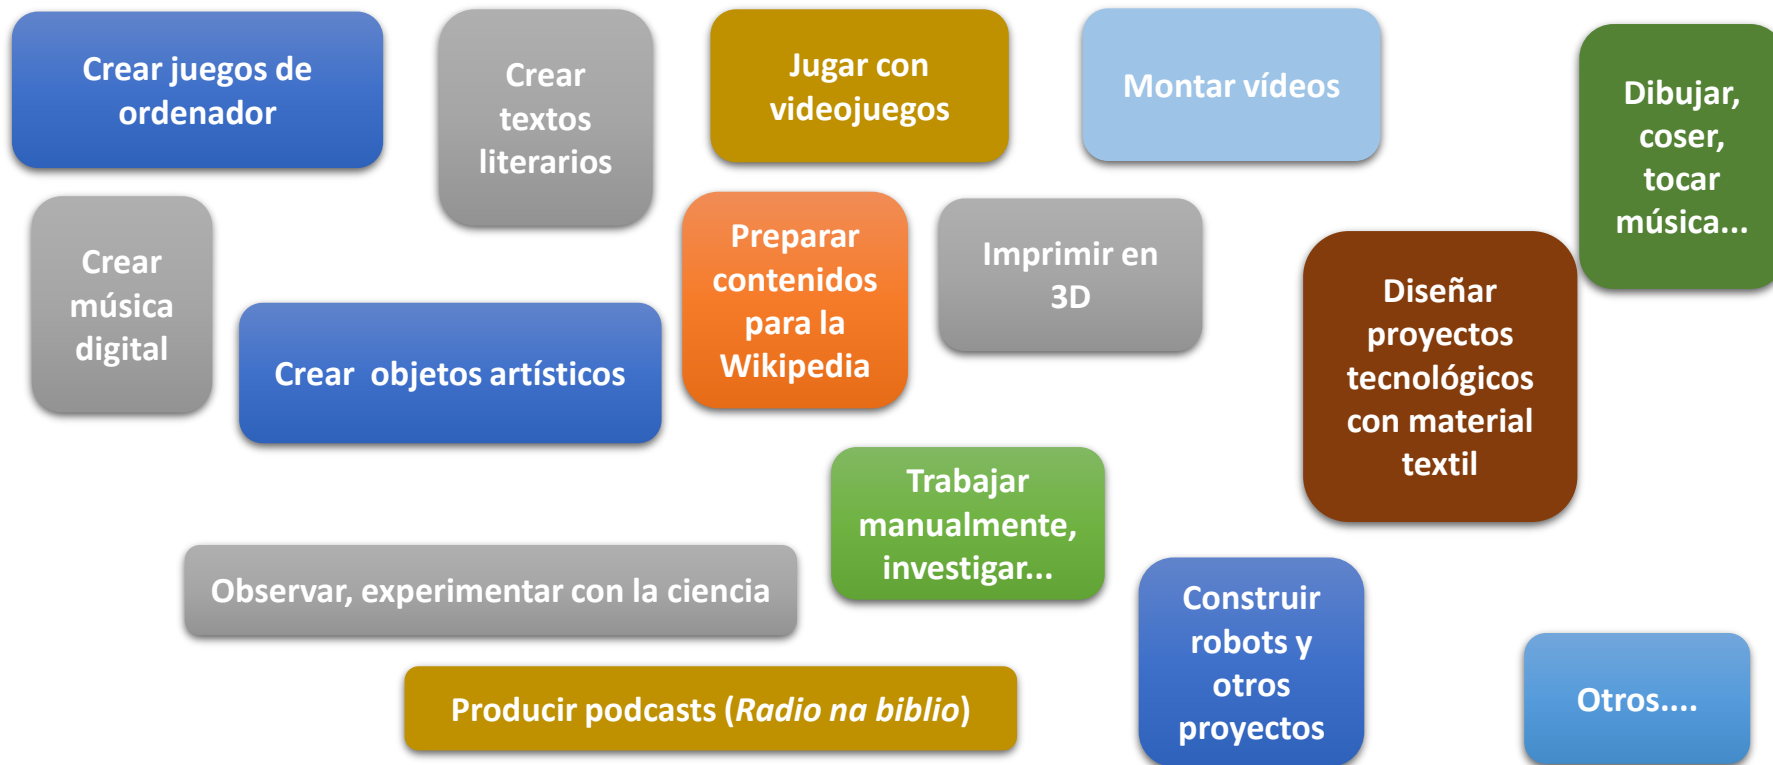 Crear juegos de
ordenador
Crear
textos
literarios
Jugar con
videojuegos
Montar vídeos
Dibujar,
coser,
tocar
música...
Crear
música
digital
Crear  objetos artísticos
Preparar
contenidos
para la
Wikipedia
Imprimir en
3D
Diseñar
proyectos
tecnológicos
con material
textil
Trabajar
manualmente,
investigar...
Observar, experimentar con la ciencia
Construir
robots y
otros
proyectos
Producir podcasts (Radio na biblio)
Otros....